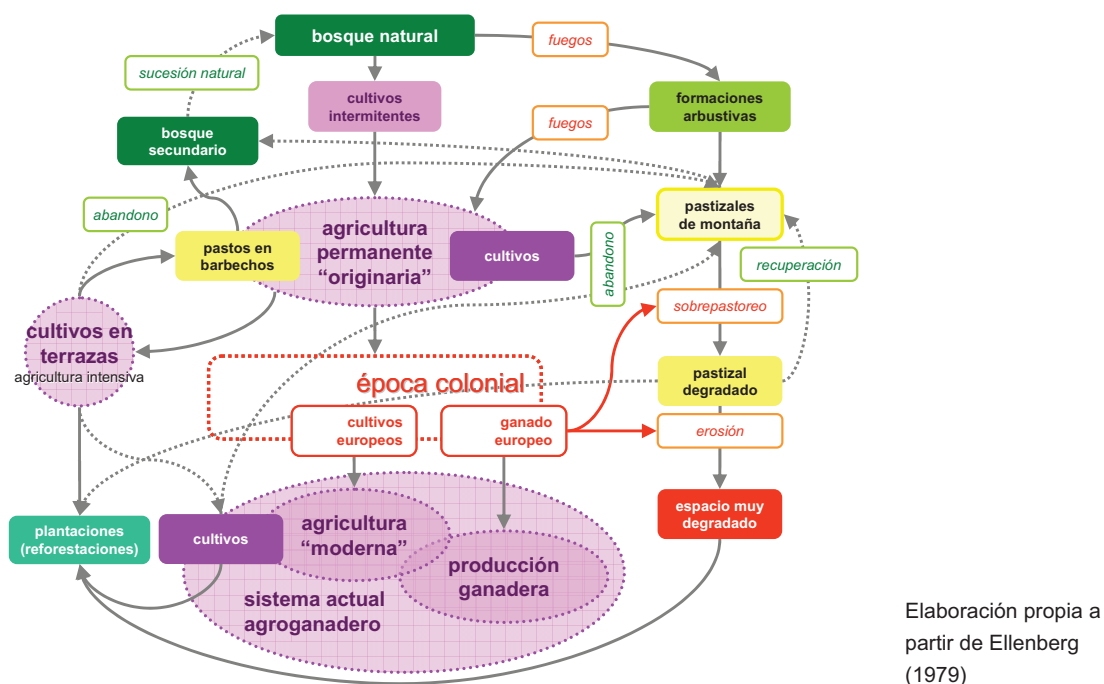 bosque natural
fuegos
sucesión natural
cultivos
intermitentes
formaciones
arbustivas
fuegos
bosque
secundario
abandono
pastos en
barbechos
agricultura
permanente
“originaria”
cultivos
abandono
pastizales
de montaña
recuperación
sobrepastoreo
cultivos en
terrazas
agricultura intensiva
época colonial
pastizal
degradado
cultivos
europeos
ganado
europeo
erosión
espacio muy
degradado
plantaciones
(reforestaciones)
cultivos
agricultura
“moderna”
producción
ganadera
sistema actual
agroganadero
Elaboración propia a
partir de Ellenberg
(1979)